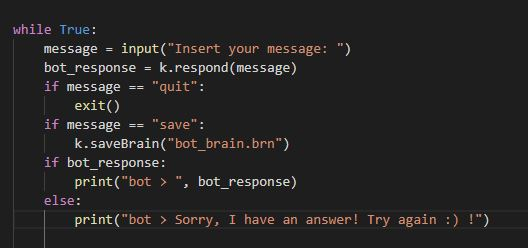 while True:
    message = input("Insert your message: ")
    bot_response = k.respond(message)
    if message == "quit":
        exit()
    if message == "save":
        k.saveBrain("bot_brain.brn")
    if bot_response:
        print("bot > ", bot_response)
    else:
        print("bot > Sorry, I have an answer! Try again :) !")